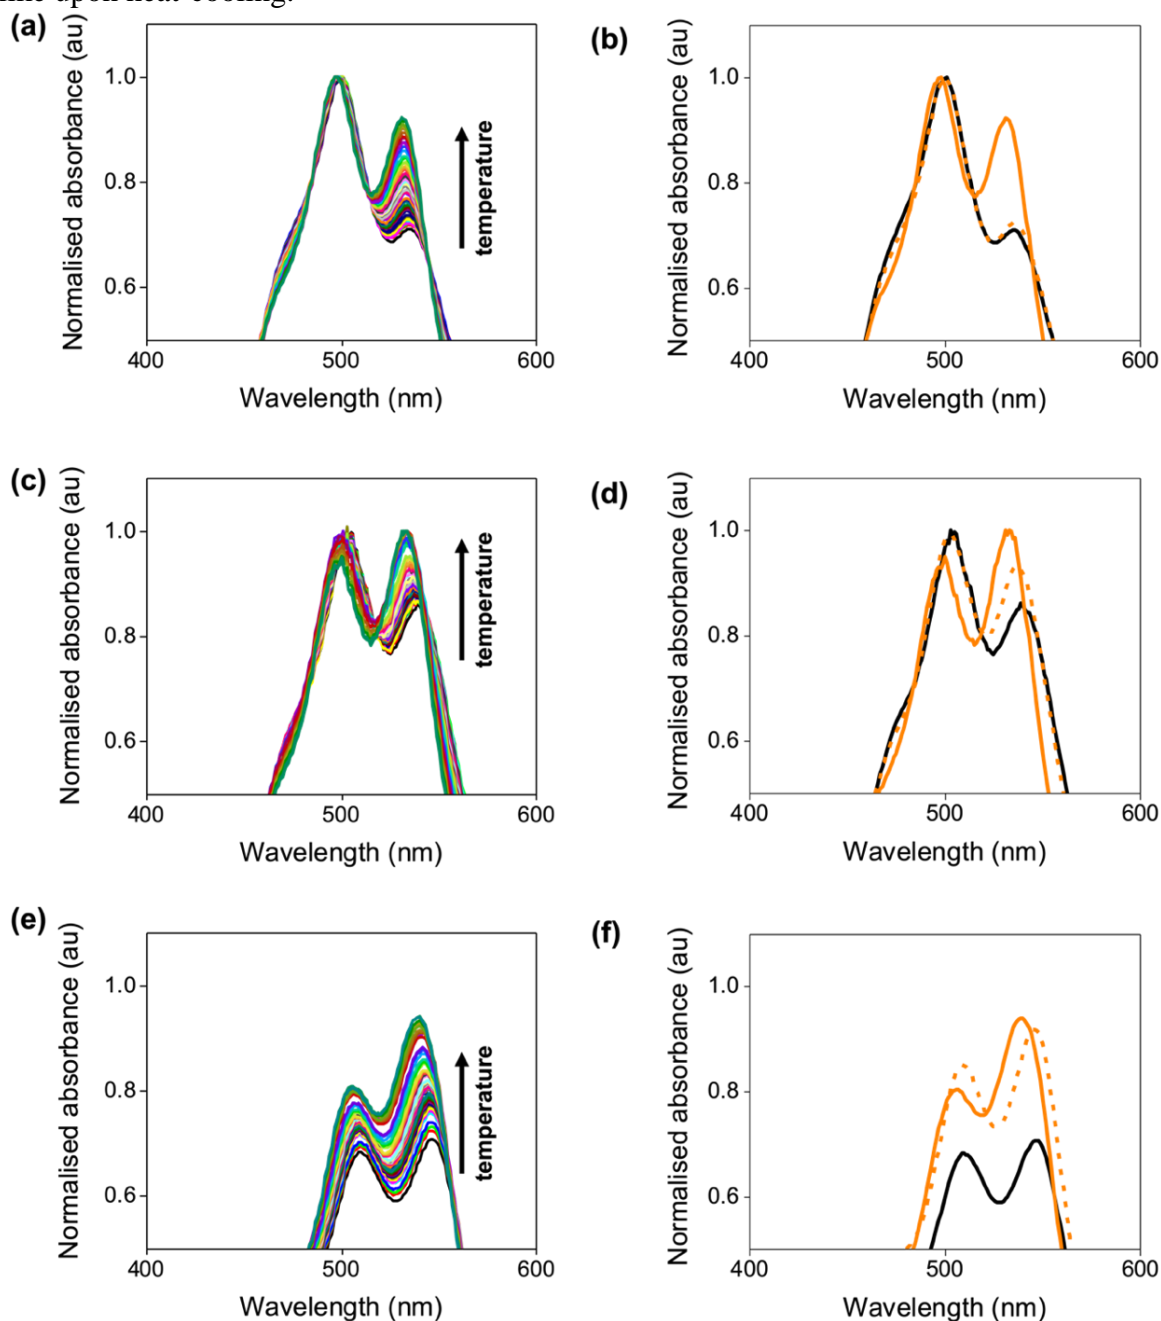 upon heat-cooling.
(a)
Normalised absorbance (au)
1.0
0.8
0.6
temperature
400 500 600
Wavelength (nm)
(b)
Normalised absorbance (au)
1.0
0.8
0.6
400 500 600
Wavelength (nm)
(c)
Normalised absorbance (au)
1.0
0.8
0.6
temperature
400 500 600
Wavelength (nm)
(d)
Normalised absorbance (au)
1.0
0.8
0.6
400 500 600
Wavelength (nm)
(e)
Normalised absorbance (au)
1.0
0.8
0.6
temperature
400 500 600
Wavelength (nm)
(f)
Normalised absorbance (au)
1.0
0.8
0.6
400 500 600
Wavelength (nm)